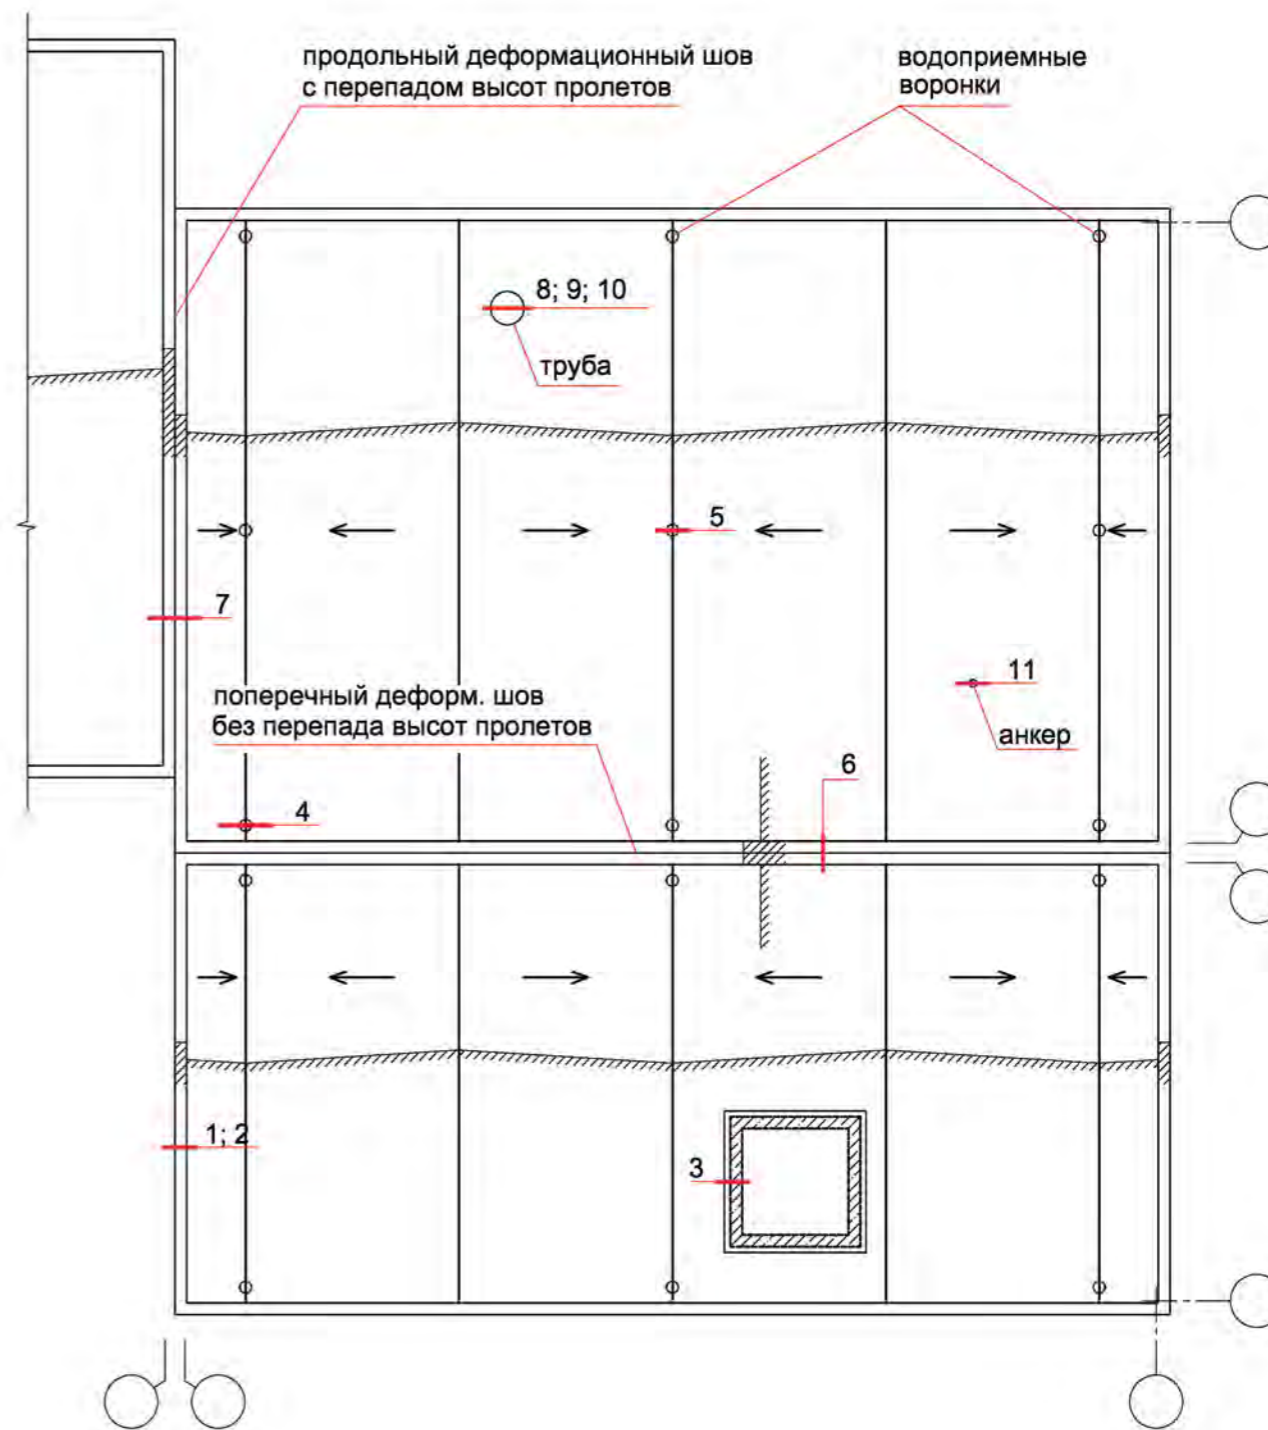 продольный деформационный шов
с перепадом высот пролетов
водоприемные
воронки
8; 9; 10
труба
5
7
11
анкер
поперечный деформ. шов
без перепада высот пролетов
6
4
1; 2
3